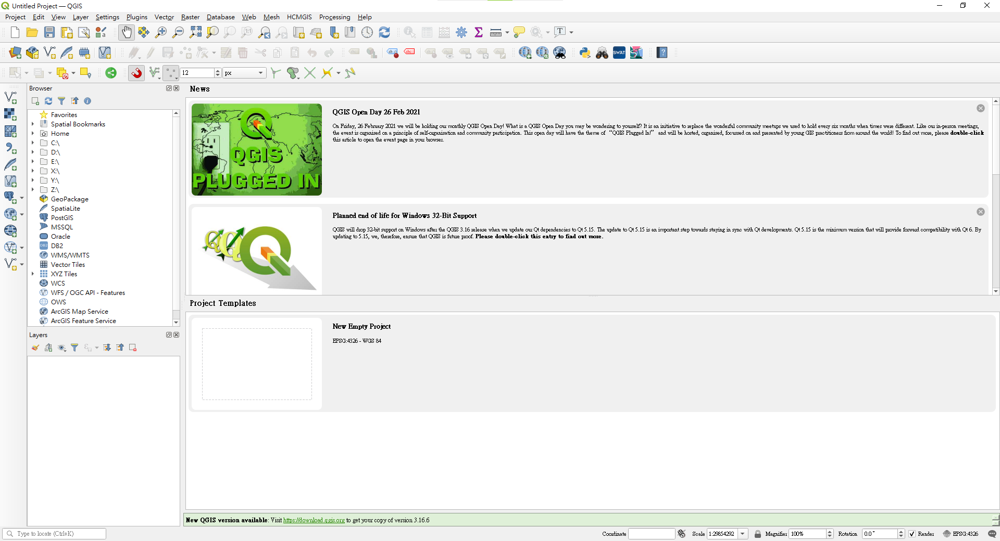 Untitled Project — QGIS
Project Edit View Layer Settings Plugins Vector Raster Database Web Mesh HCMGIS Processing Help
12 px
Browser
Favorites
Spatial Bookmarks
Home
C:\
D:\
E:\
X:\
Y:\
Z:\
GeoPackage
SpatiaLite
PostGIS
MSSQL
Oracle
DB2
WMS/WMTS
Vector Tiles
XYZ Tiles
WCS
WFS / OGC API - Features
OWS
ArcGIS Map Service
ArcGIS Feature Service
Layers
News
QGIS
PLUGGED IN
QGIS Open Day 26 Feb 2021
On Friday, 26 February 2021 we will be holding our monthly QGIS Open Day! What is a QGIS Open Day you may be wondering to yourself? It is an initiative to replace the wonderful community meetups we used to hold every six months when times were different. Like our in-person meetings,
the event is organised on a principle of self-organisation and community participation. This open day will have the theme of “QGIS Plugged In!” and will be hosted, organised, focussed on and presented by young GIS practitioners from around the world! To find out more, please double-click
this article to open the event page in your browser.
Planned end of life for Windows 32-Bit Support
QGIS will drop 32-bit support on Windows after the QGIS 3.16 release when we update our Qt dependencies to Qt 5.15. The update to Qt 5.15 is an important step towards staying in sync with Qt developments. Qt 5.15 is the minimum version that will provide forward compatibility with Qt 6. By
updating to 5.15, we, therefore, ensure that QGIS is future proof. Please double-click this entry to find out more.
Project Templates
New Empty Project
EPSG:4326 - WGS 84
New QGIS version available: Visit https://download.qgis.org to get your copy of version 3.16.6
Type to locate (Ctrl+K)
Coordinate Scale 1:29854292 Magnifier 100% Rotation 0.0 ° Render EPSG:4326
SWAT